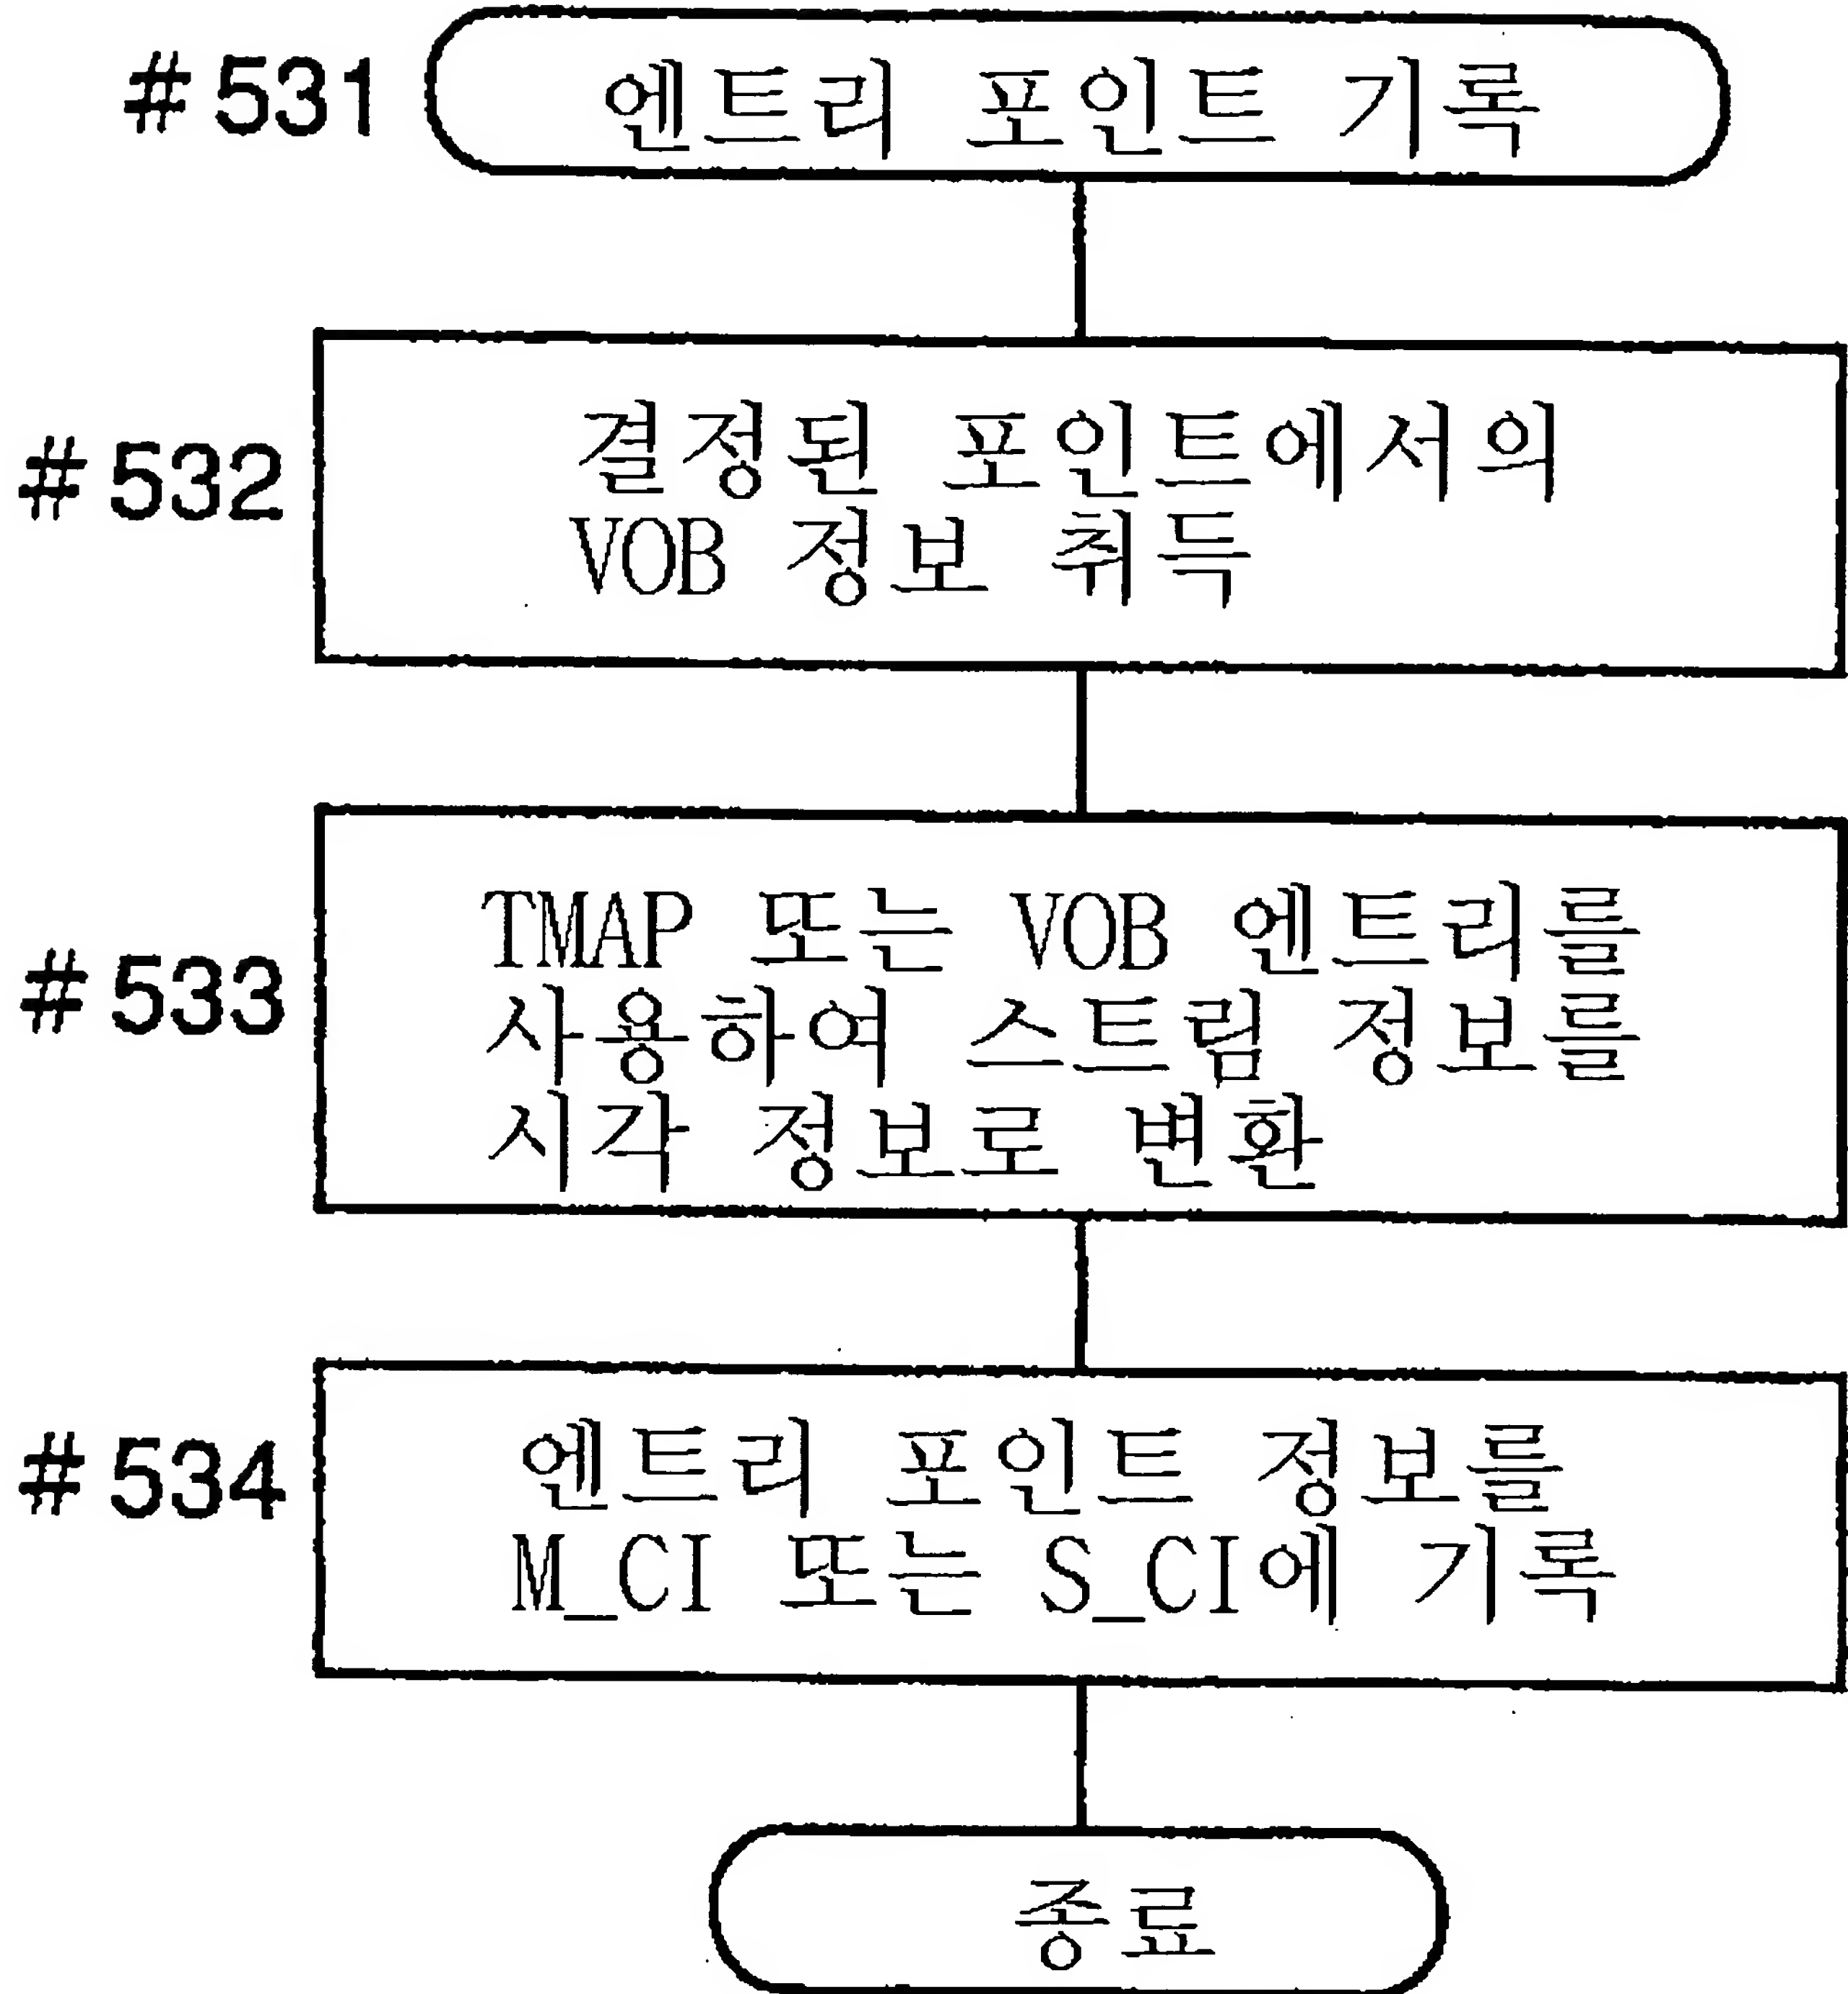 #531 엔트리 포인트 기록
#532
결정된 포인트에서의
VOB 정보 취득
#533
TMAP 또는 VOB 엔트리를
사용하여 스트림 정보를
시각 정보로 변환
#534
엔트리 포인트 정보를
M_CI 또는 S_CI에 기록
종료